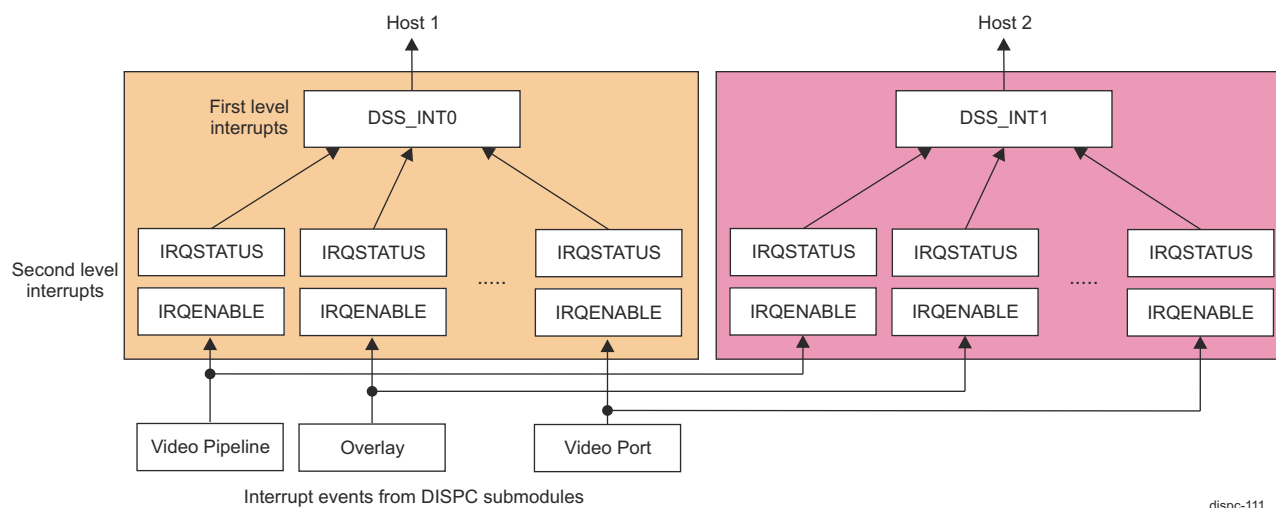 Host 1
Host 2
First level
interrupts
DSS_INT0
DSS_INT1
Second level
interrupts
IRQSTATUS
IRQSTATUS
IRQSTATUS
IRQSTATUS
IRQSTATUS
IRQSTATUS
.....
.....
IRQENABLE
IRQENABLE
IRQENABLE
IRQENABLE
IRQENABLE
IRQENABLE
Video Pipeline
Overlay
Video Port
Interrupt events from DISPC submodules
dispc-111